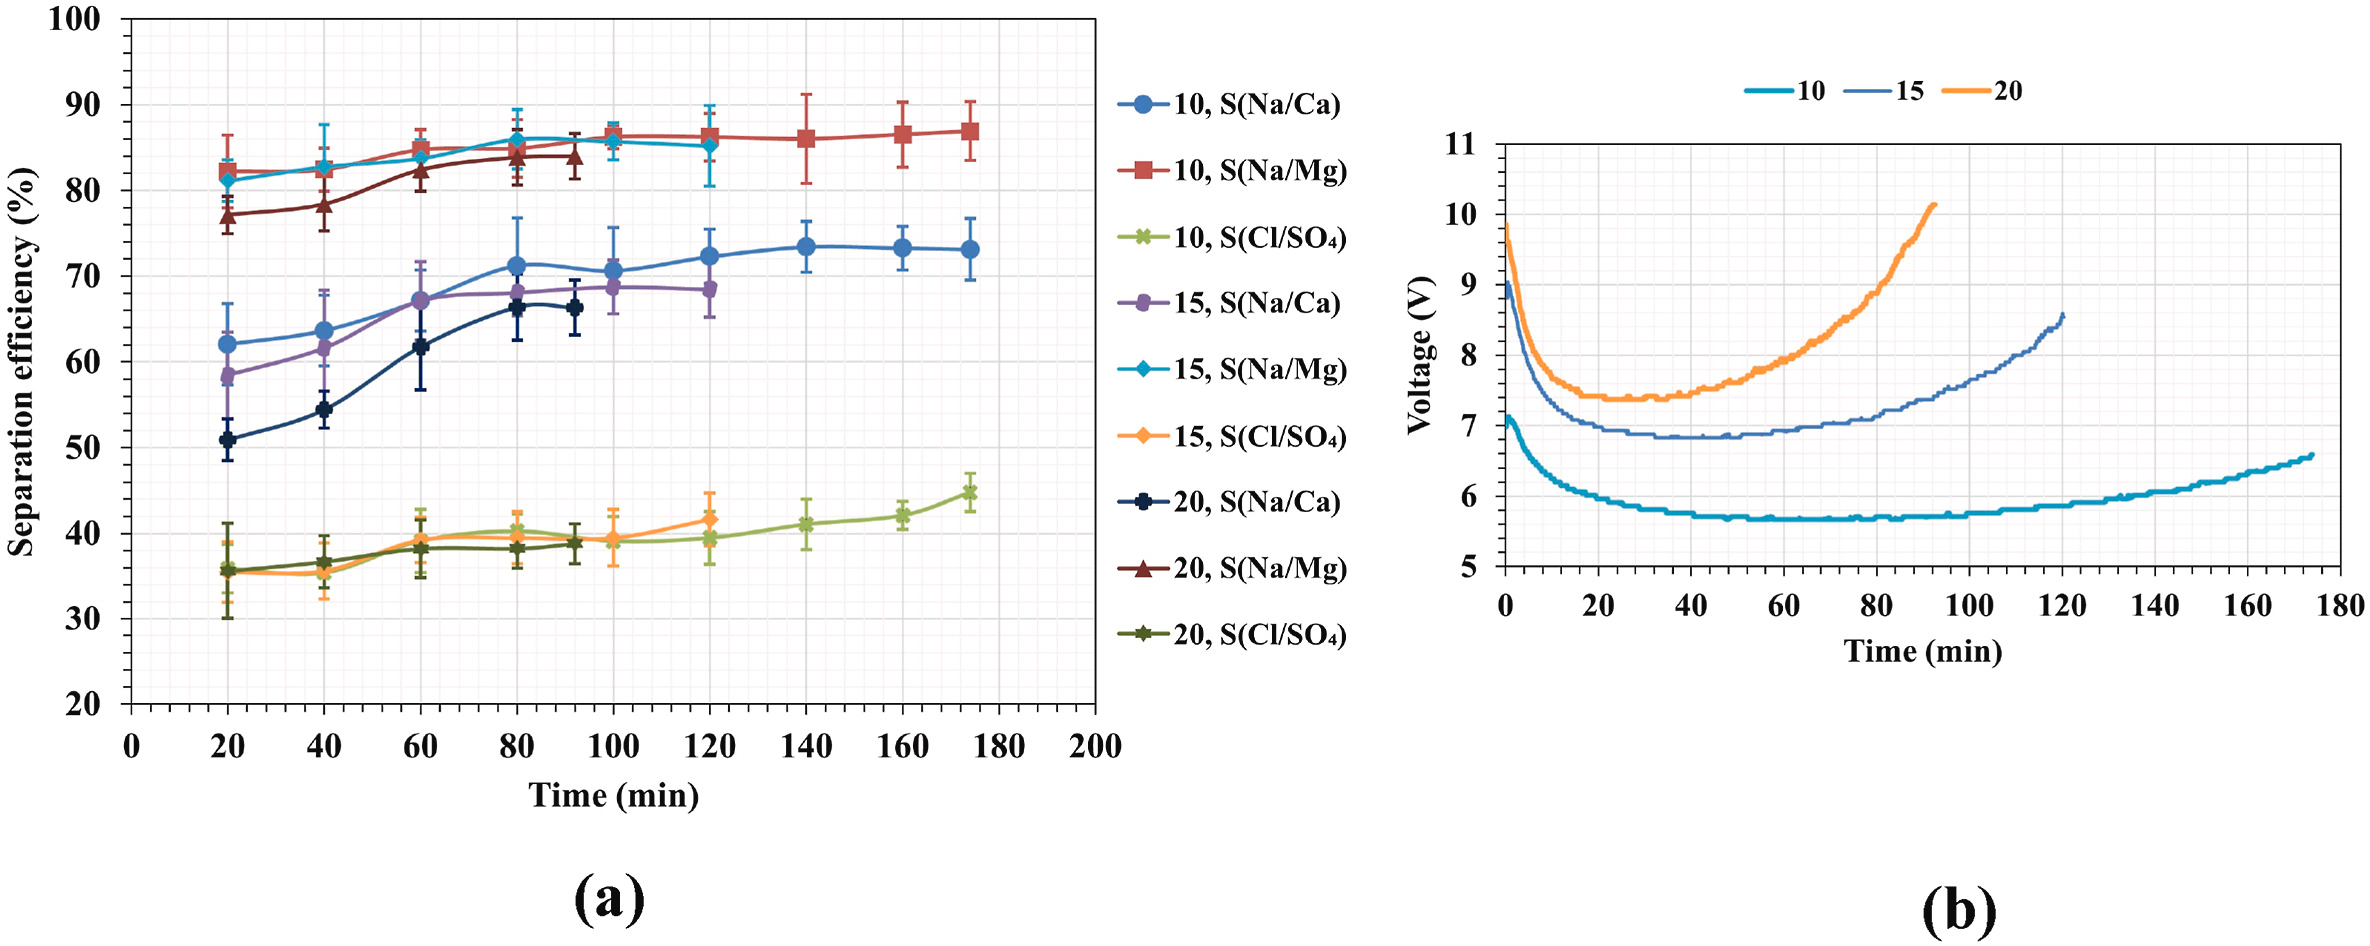 100
90
80
70
60
50
40
30
20
0 20 40 60 80 100 120 140 160 180 200
Separation efficiency (%)
Time (min)
10, S(Na/Ca)
10, S(Na/Mg)
10, S(Cl/SO₄)
15, S(Na/Ca)
15, S(Na/Mg)
15, S(Cl/SO₄)
20, S(Na/Ca)
20, S(Na/Mg)
20, S(Cl/SO₄)
(a)
10 15 20
11
10
9
8
7
6
5
0 20 40 60 80 100 120 140 160 180
Voltage (V)
Time (min)
(b)